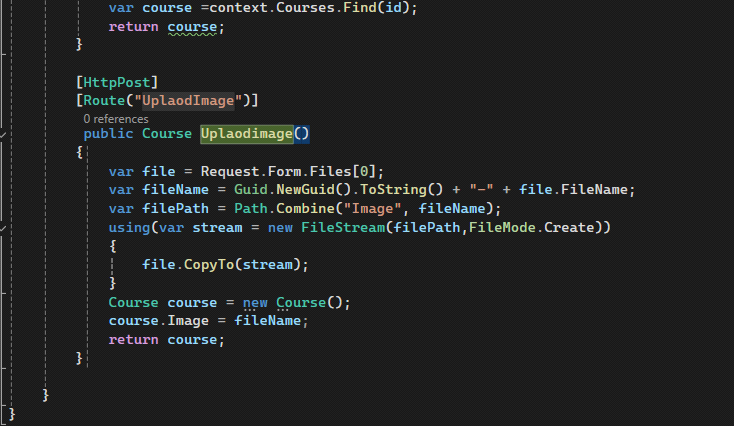 var course =context.Courses.Find(id);
return course;
}
[HttpPost]
[Route("UplaodImage")]
0 references
public Course Uplaodimage()
{
var file = Request.Form.Files[0];
var fileName = Guid.NewGuid().ToString() + "-" + file.FileName;
var filePath = Path.Combine("Image", fileName);
using(var stream = new FileStream(filePath,FileMode.Create))
{
file.CopyTo(stream);
}
Course course = new Course();
course.Image = fileName;
return course;
}
}
}